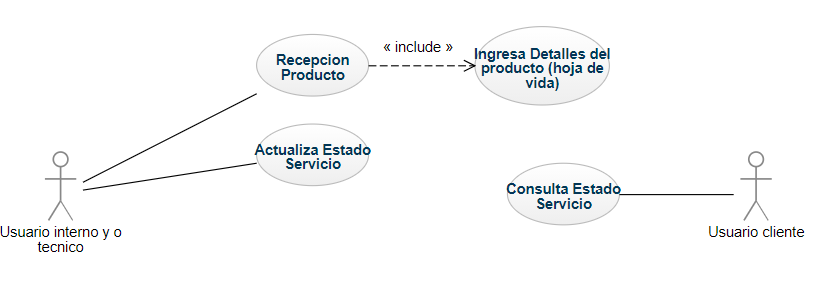 « include »
Recepcion
Producto
Ingresa Detalles del
producto (hoja de
vida)
Actualiza Estado
Servicio
Consulta Estado
Servicio
Usuario interno y o
tecnico
Usuario cliente